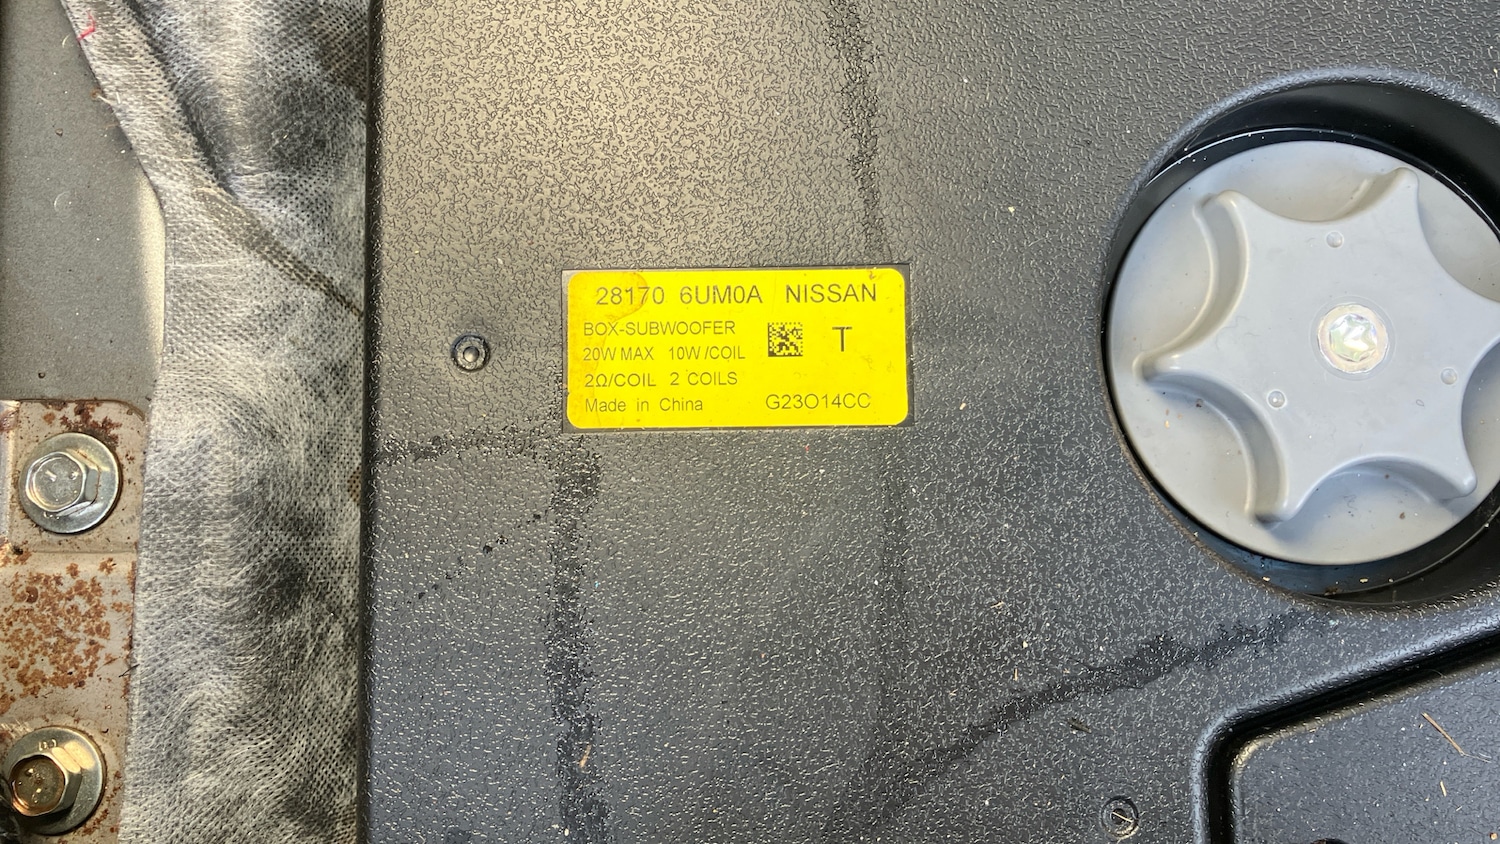 28170 6UM0A NISSAN
BOX-SUBWOOFER
20W MAX 10W/COIL T
2Ω/COIL 2 COILS
Made in China G23O14CC